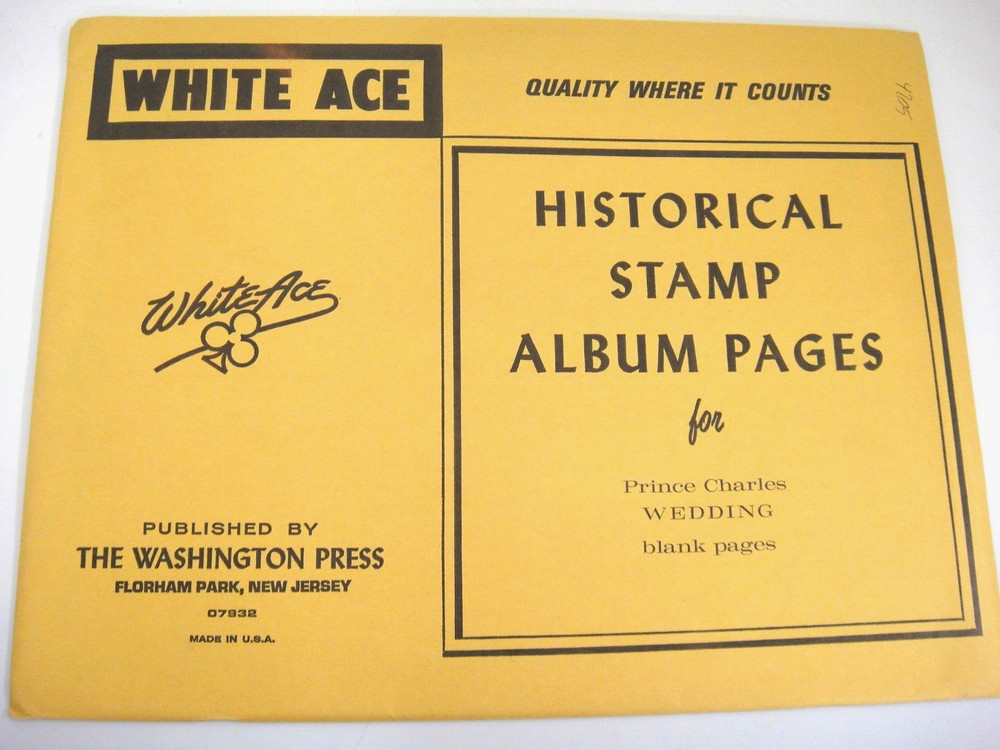 WHITE ACE
QUALITY WHERE IT COUNTS
4705
White Ace
HISTORICAL
STAMP
ALBUM PAGES
for
Prince Charles
WEDDING
blank pages
PUBLISHED BY
THE WASHINGTON PRESS
FLORHAM PARK, NEW JERSEY
07932
MADE IN U.S.A.